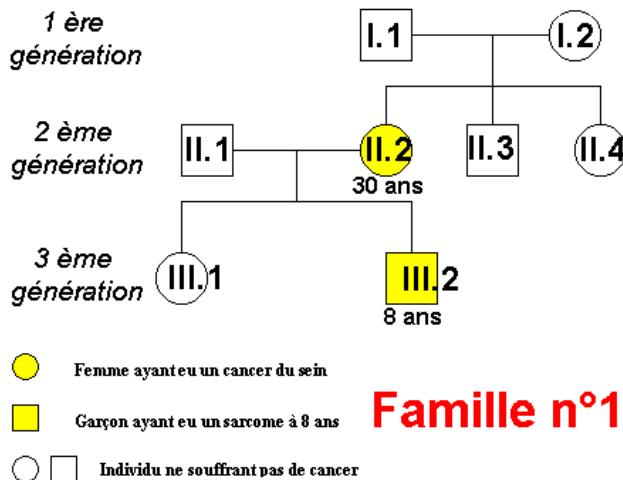 1 ère
génération
I.1
I.2
2 ème
génération
II.1
II.2
II.3
II.4
30 ans
3 ème
génération
III.1
III.2
8 ans
Femme ayant eu un cancer du sein
Garçon ayant eu un sarcome à 8 ans
Famille n°1
Individu ne souffrant pas de cancer